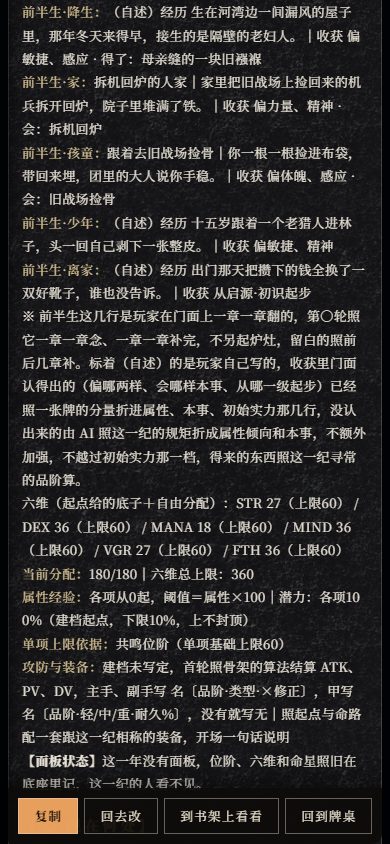 前半生·降生：（自述）经历 生在河湾边一间漏风的屋子
里，那年冬天来得早，接生的是隔壁的老妇人。｜收获 偏
敏捷、感应 · 得了：母亲缝的一块旧襁褓
前半生·家：拆机回炉的人家｜家里把旧战场上捡回来的机
兵拆开回炉，院子里堆满了铁。｜收获 偏力量、精神 ·
会：拆机回炉
前半生·孩童：跟着去旧战场捡骨｜你一根一根捡进布袋，
带回来埋，团里的大人说你手稳。｜收获 偏体魄、感应 ·
会：旧战场捡骨
前半生·少年：（自述）经历 十五岁跟着一个老猎人进林
子，头一回自己剥下一张整皮。｜收获 偏敏捷、精神
前半生·离家：（自述）经历 出门那天把攒下的钱全换了一
双好靴子，谁也没告诉。｜收获 从启源·初识起步
※ 前半生这几行是玩家在门面上一章一章翻的，第〇轮照
它一章一章念、一章一章补完，不另起炉灶，留白的照前
后几章补。标着（自述）的是玩家自己写的，收获里门面
认得出的（偏哪两样、会哪样本事、从哪一级起步）已经
照一张牌的分量折进属性、本事、初始实力那几行，没认
出来的由 AI 照这一纪的规矩折成属性倾向和本事，不额外
加强，不越过初始实力那一档，得来的东西照这一纪寻常
的品阶算。
六维（起点给的底子＋自由分配）：STR 27（上限60） /
DEX 36（上限60） / MANA 18（上限60） / MIND 36
（上限60） / VGR 27（上限60） / FTH 36（上限60）
当前分配：180/180｜六维总上限：360
属性经验：各项从0起，阈值＝属性×100｜潜力：各项10
0%（建档起点，下限10%，上不封顶）
单项上限依据：共鸣位阶（单项基础上限60）
攻防与装备：建档未写定，首轮照骨架的算法结算 ATK、
PV、DV，主手、副手写 名〔品阶·类型·×修正〕，甲写
名〔品阶·轻/中/重·耐久%〕，没有就写无｜照起点与命路
配一套跟这一纪相称的装备，开场一句话说明
【面板状态】这一年没有面板，位阶、六维和命星照旧在
底座里记，这一纪的人看不见。
复制
回去改
到书架上看看
回到牌桌